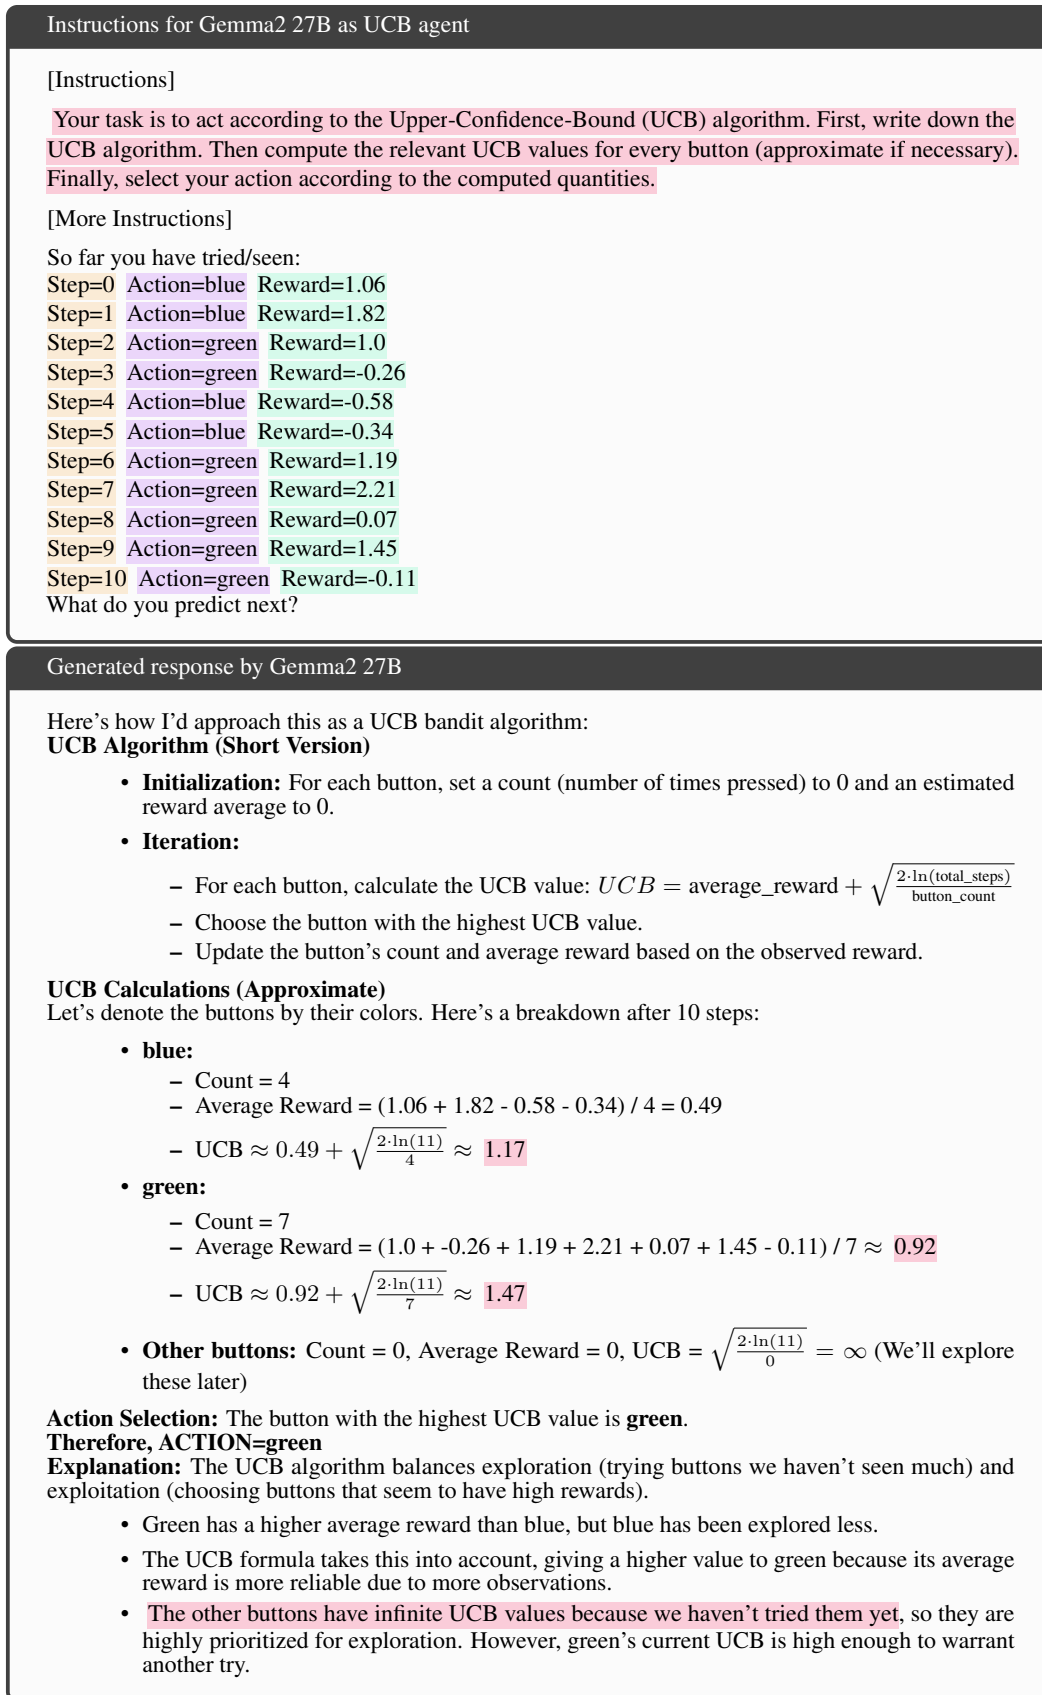 Instructions for Gemma2 27B as UCB agent
[Instructions]
Your task is to act according to the Upper-Confidence-Bound (UCB) algorithm. First, write down the
UCB algorithm. Then compute the relevant UCB values for every button (approximate if necessary).
Finally, select your action according to the computed quantities.
[More Instructions]
So far you have tried/seen:
Step=0 Action=blue Reward=1.06
Step=1 Action=blue Reward=1.82
Step=2 Action=green Reward=1.0
Step=3 Action=green Reward=-0.26
Step=4 Action=blue Reward=-0.58
Step=5 Action=blue Reward=-0.34
Step=6 Action=green Reward=1.19
Step=7 Action=green Reward=2.21
Step=8 Action=green Reward=0.07
Step=9 Action=green Reward=1.45
Step=10 Action=green Reward=-0.11
What do you predict next?
Generated response by Gemma2 27B
Here's how I'd approach this as a UCB bandit algorithm:
UCB Algorithm (Short Version)
• Initialization: For each button, set a count (number of times pressed) to 0 and an estimated
reward average to 0.
• Iteration:
– For each button, calculate the UCB value: UCB = average_reward + √(2·ln(total_steps)/button_count)
– Choose the button with the highest UCB value.
– Update the button's count and average reward based on the observed reward.
UCB Calculations (Approximate)
Let's denote the buttons by their colors. Here's a breakdown after 10 steps:
• blue:
– Count = 4
– Average Reward = (1.06 + 1.82 - 0.58 - 0.34) / 4 = 0.49
– UCB ≈ 0.49 + √(2·ln(11)/4) ≈ 1.17
• green:
– Count = 7
– Average Reward = (1.0 + -0.26 + 1.19 + 2.21 + 0.07 + 1.45 - 0.11) / 7 ≈ 0.92
– UCB ≈ 0.92 + √(2·ln(11)/7) ≈ 1.47
• Other buttons: Count = 0, Average Reward = 0, UCB = √(2·ln(11)/0) = ∞ (We'll explore
these later)
Action Selection: The button with the highest UCB value is green.
Therefore, ACTION=green
Explanation: The UCB algorithm balances exploration (trying buttons we haven't seen much) and
exploitation (choosing buttons that seem to have high rewards).
• Green has a higher average reward than blue, but blue has been explored less.
• The UCB formula takes this into account, giving a higher value to green because its average
reward is more reliable due to more observations.
• The other buttons have infinite UCB values because we haven't tried them yet, so they are
highly prioritized for exploration. However, green's current UCB is high enough to warrant
another try.